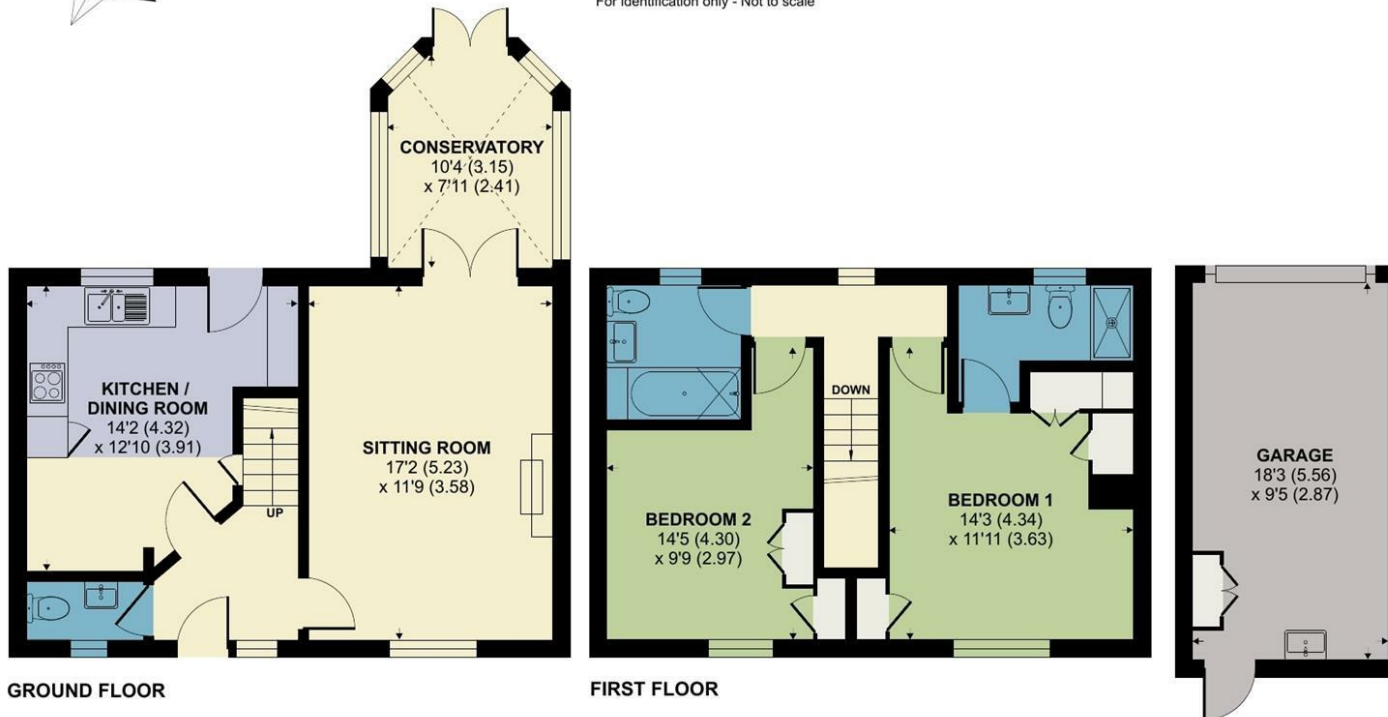 For identification only - Not to scale
CONSERVATORY
10'4 (3.15)
x 7'11 (2.41)
KITCHEN /
DINING ROOM
14'2 (4.32)
x 12'10 (3.91)
UP
SITTING ROOM
17'2 (5.23)
x 11'9 (3.58)
GROUND FLOOR
DOWN
BEDROOM 2
14'5 (4.30)
x 9'9 (2.97)
BEDROOM 1
14'3 (4.34)
x 11'11 (3.63)
FIRST FLOOR
GARAGE
18'3 (5.56)
x 9'5 (2.87)